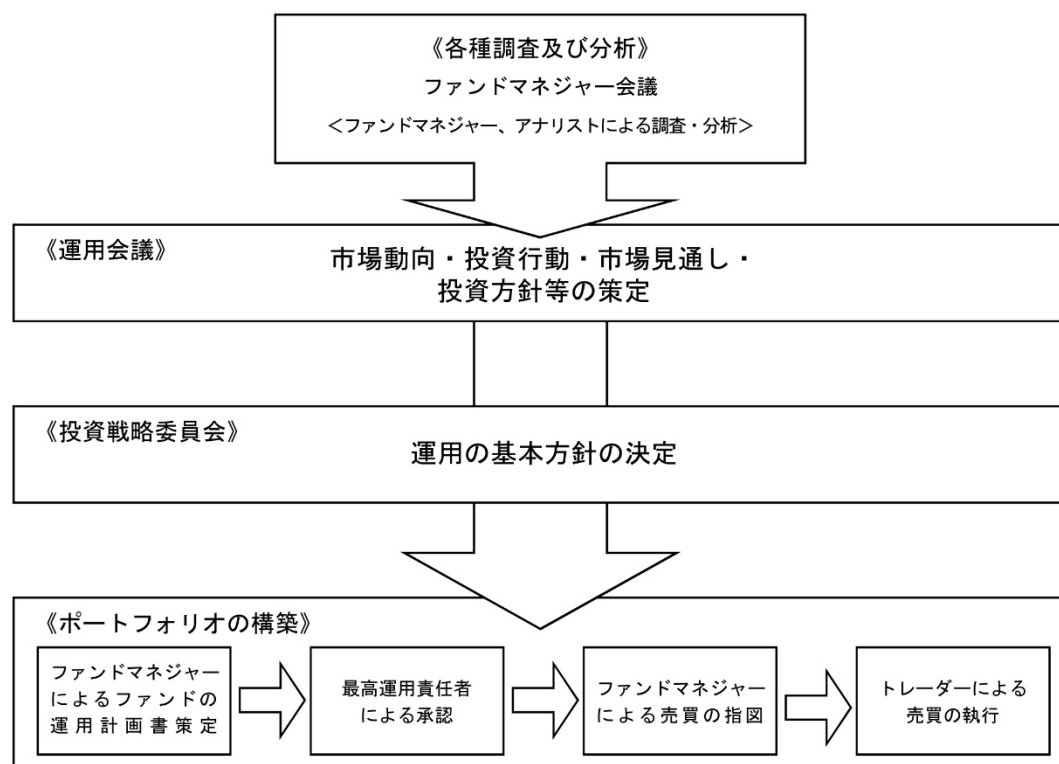 《各種調査及び分析》
ファンドマネジャー会議
＜ファンドマネジャー、アナリストによる調査・分析＞
《運用会議》
市場動向・投資行動・市場見通し・
投資方針等の策定
《投資戦略委員会》
運用の基本方針の決定
《ポートフォリオの構築》
ファンドマネジャー
によるファンドの
運用計画書策定
最高運用責任者
による承認
ファンドマネジャー
による売買の指図
トレーダーによる
売買の執行